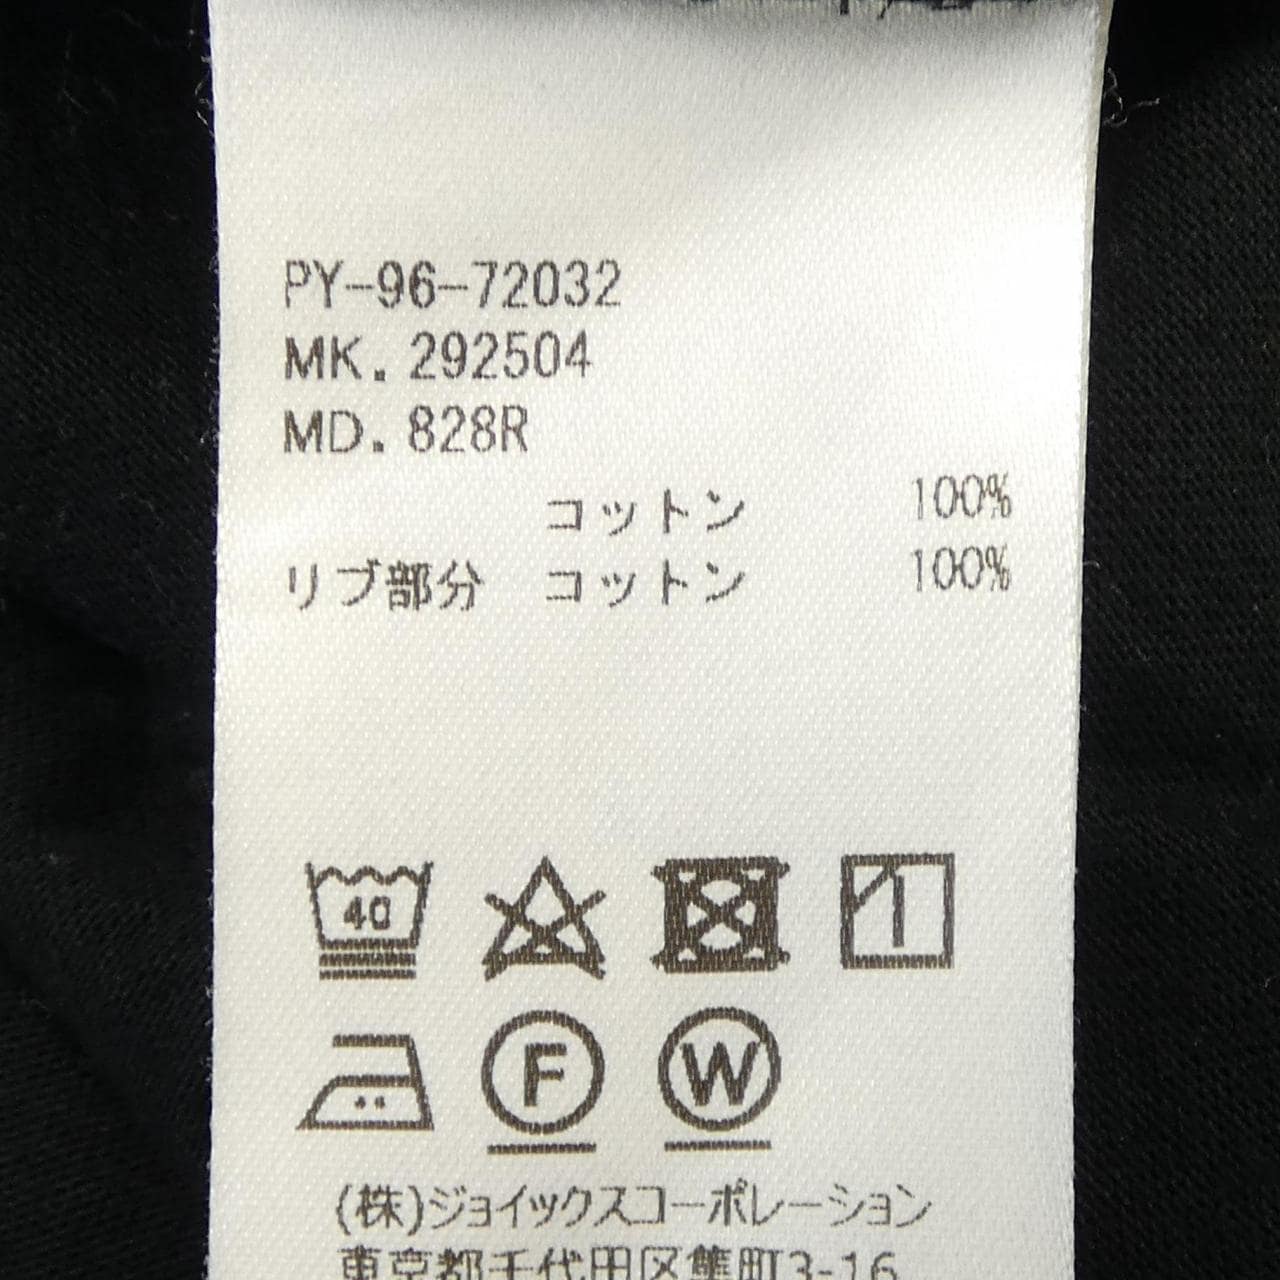 PY-96-72032
MK. 292504
MD. 828R
コットン 100%
リブ部分 コットン 100%
40
F W
(株)ジョイックスコーポレーション
東京都千代田区隼町3-16